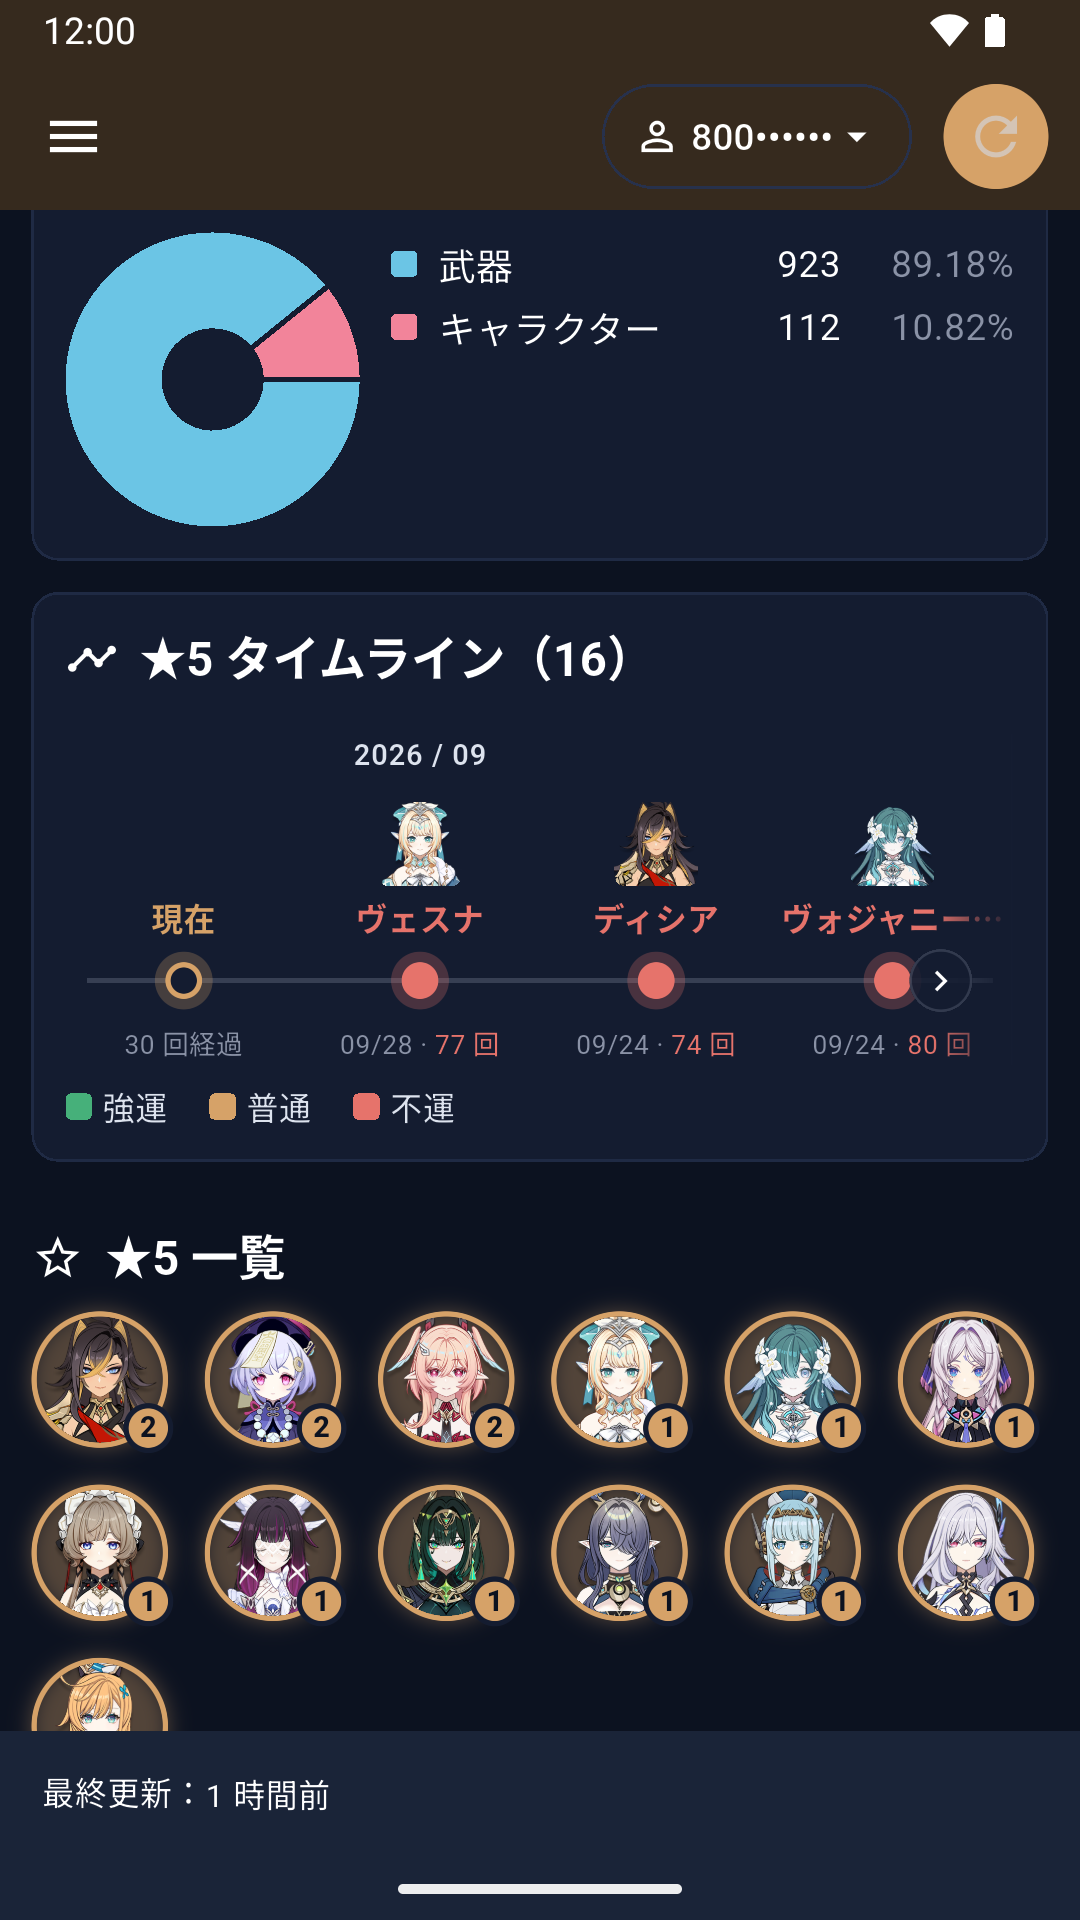 12:00
800••••••
武器 923 89.18%
キャラクター 112 10.82%
★5 タイムライン（16）
2026 / 09
現在 ヴェスナ ディシア ヴォジャニー…
30 回経過 09/28 · 77 回 09/24 · 74 回 09/24 · 80 回
強運 普通 不運
★5 一覧
2 2 2 1 1 1
1 1 1 1 1 1
最終更新：1 時間前